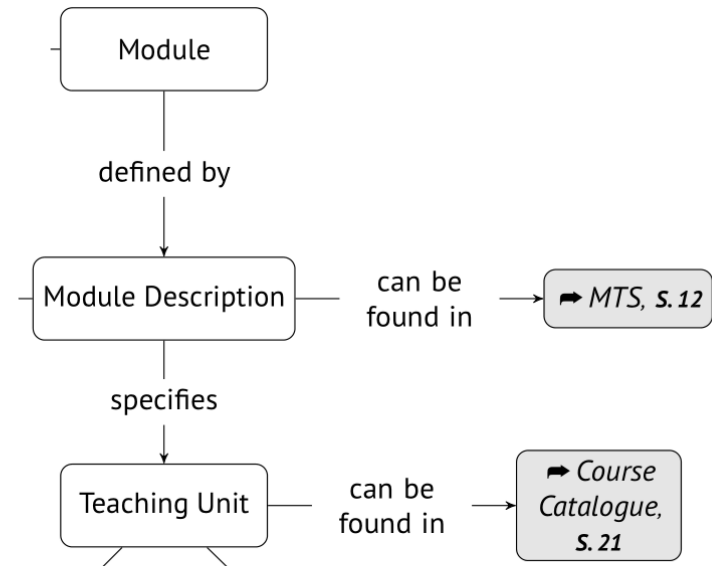 Module
defined by
Module Description
can be
found in
➦ MTS, S. 12
specifies
Teaching Unit
can be
found in
➦ Course
Catalogue,
S. 21